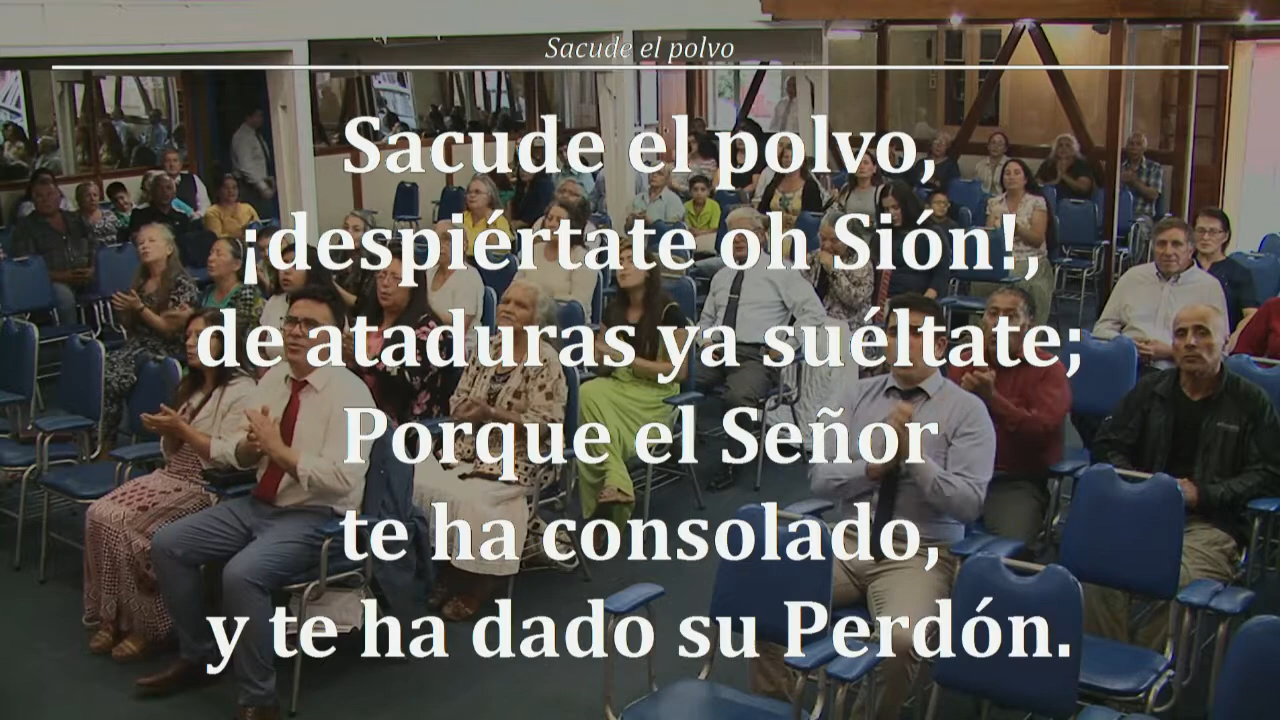 Sacude el polvo
Sacude el polvo,
¡despiértate oh Sión!,
de ataduras ya suéltate;
Porque el Señor
te ha consolado,
y te ha dado su Perdón.